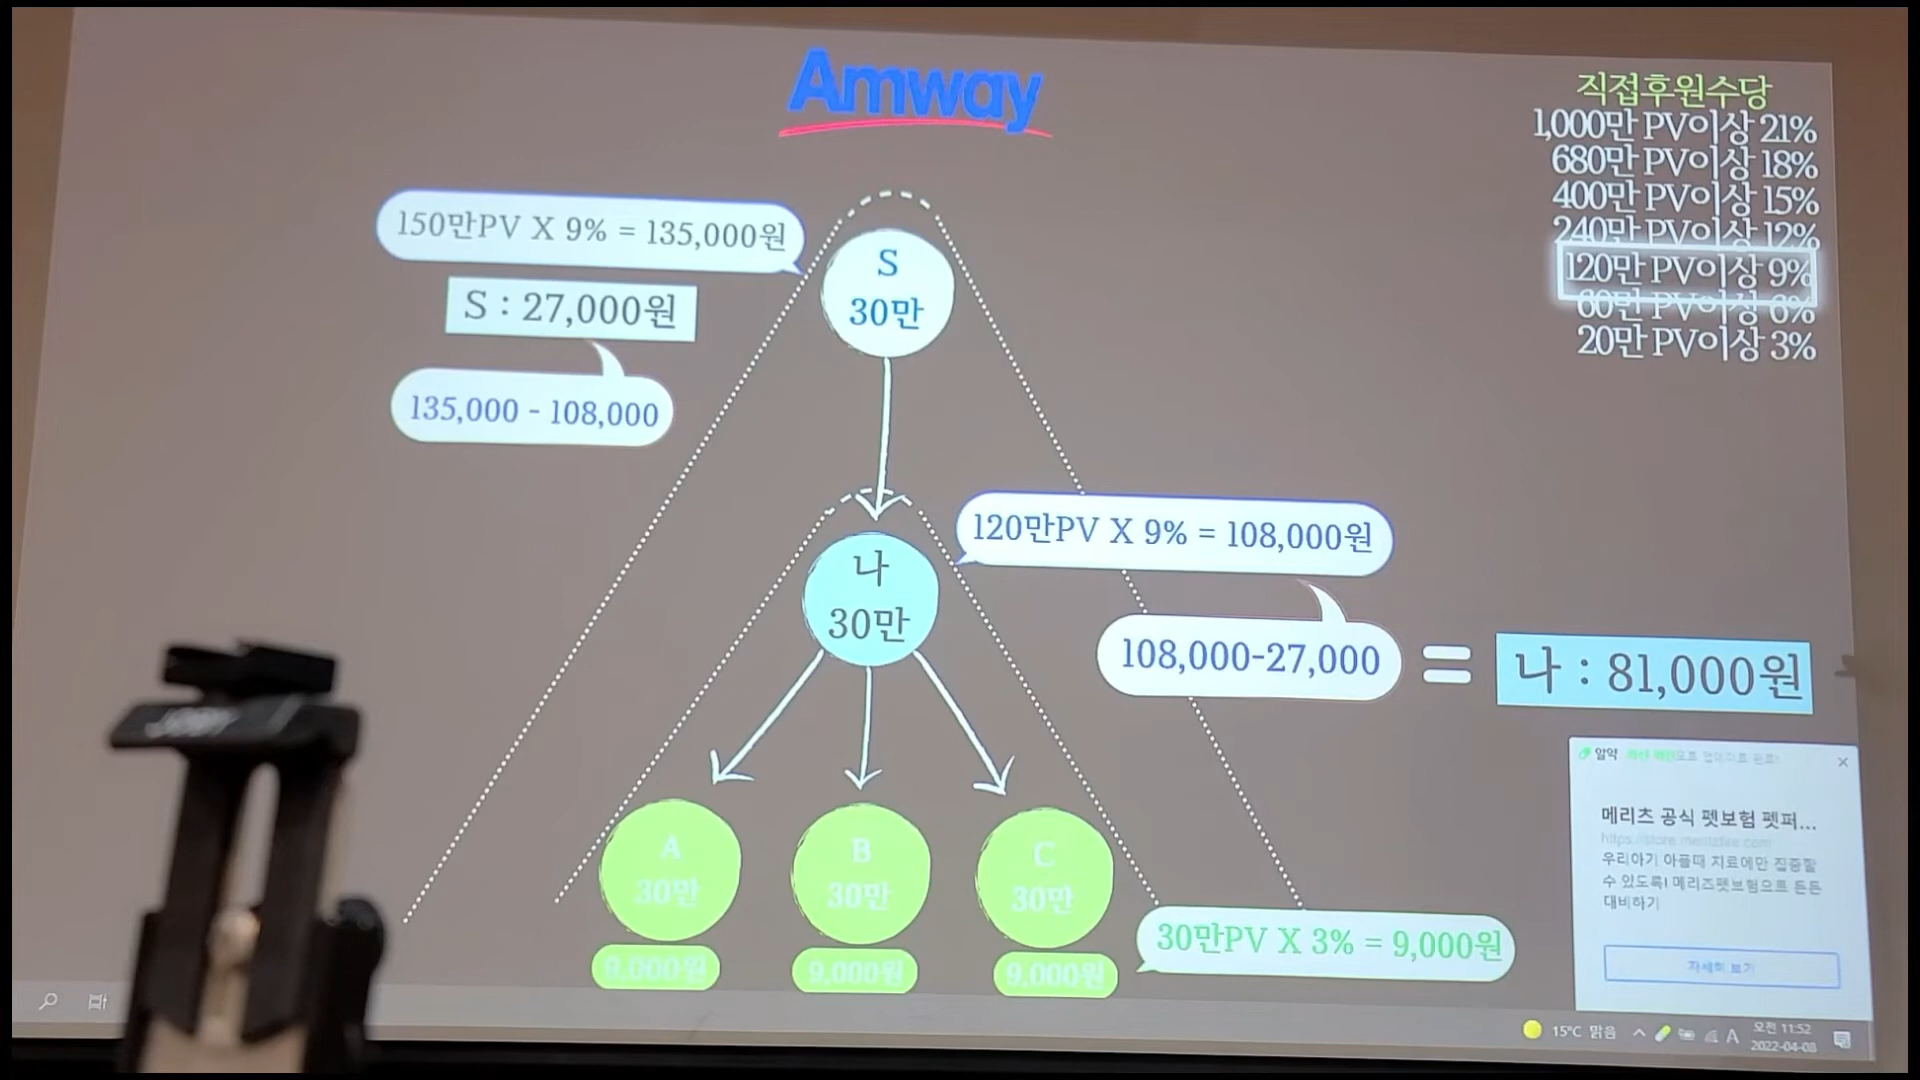 Amway
직접후원수당
1,000만 PV이상 21%
680만 PV이상 18%
400만 PV이상 15%
240만 PV이상 12%
120만 PV이상 9%
60만 PV이상 6%
20만 PV이상 3%
150만PV X 9% = 135,000원
S : 27,000원
135,000 - 108,000
S
30만
120만PV X 9% = 108,000원
나
30만
108,000-27,000
=
나 : 81,000원
A
30만
B
30만
C
30만
9,000원
9,000원
9,000원
30만PV X 3% = 9,000원
알약
메리츠 공식 펫보험 펫퍼...
https://store.meritzfire.com
우리아기 아플때 치료에만 집중할
수 있도록! 메리츠펫보험으로 든든
대비하기
자세히 보기
15°C 맑음
A
오전 11:52
2022-04-08
JOBY